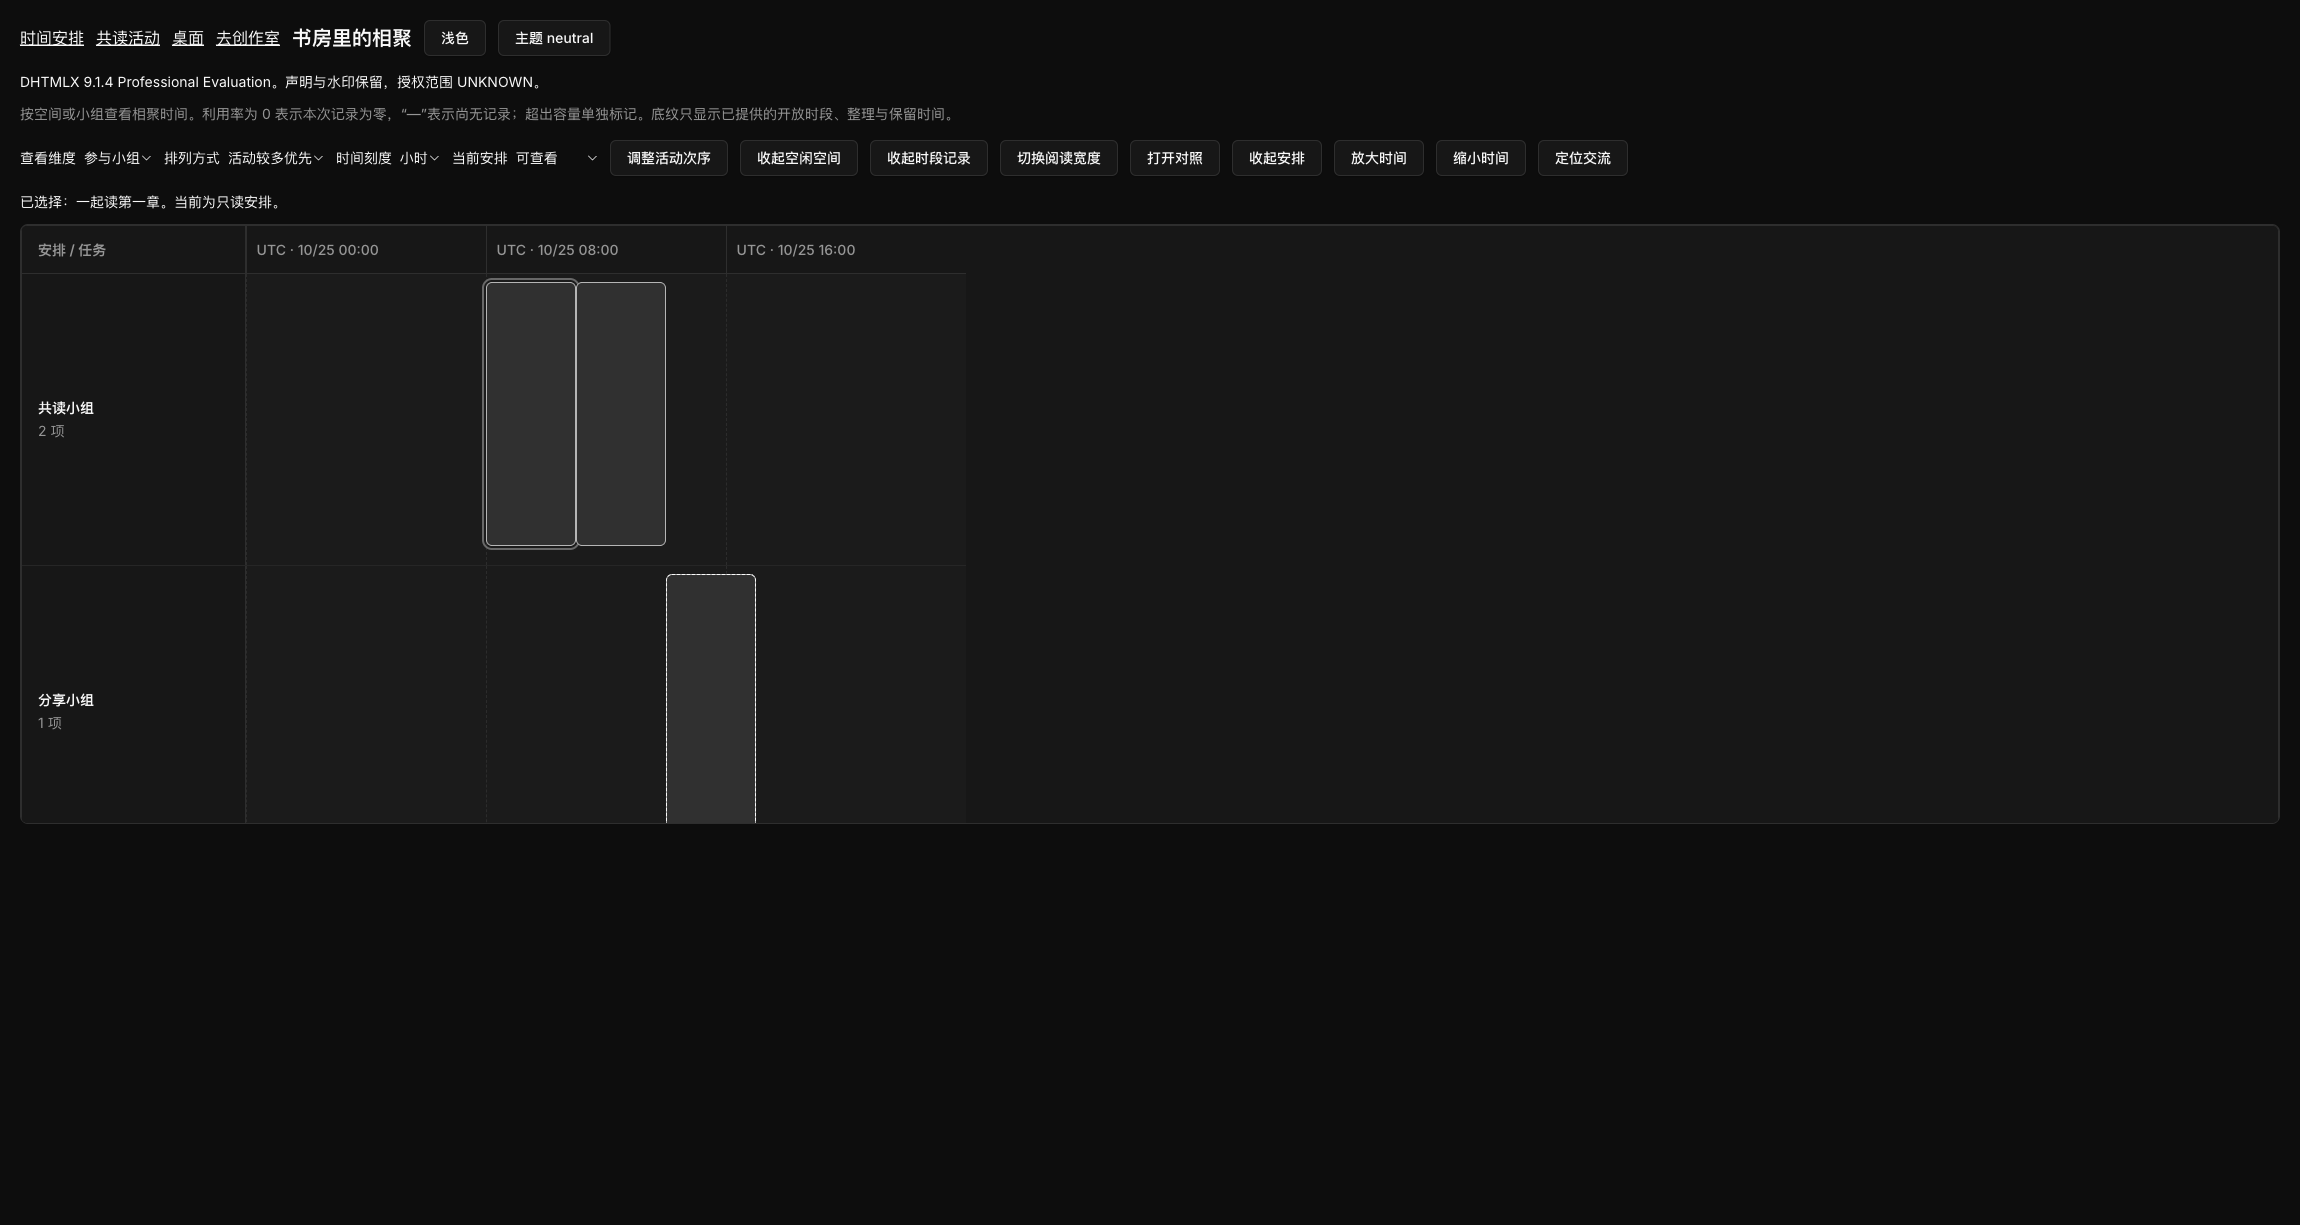 时间安排 共读活动 桌面 去创作室 书房里的相聚 浅色 主题 neutral
DHTMLX 9.1.4 Professional Evaluation。声明与水印保留，授权范围 UNKNOWN。
按空间或小组查看相聚时间。利用率为 0 表示本次记录为零，“—”表示尚无记录；超出容量单独标记。底纹只显示已提供的开放时段、整理与保留时间。
查看维度 参与小组 排列方式 活动较多优先 时间刻度 小时 当前安排 可查看 调整活动次序 收起空闲空间 收起时段记录 切换阅读宽度 打开对照 收起安排 放大时间 缩小时间 定位交流
已选择：一起读第一章。当前为只读安排。
安排 / 任务 UTC · 10/25 00:00 UTC · 10/25 08:00 UTC · 10/25 16:00
共读小组
2 项
分享小组
1 项